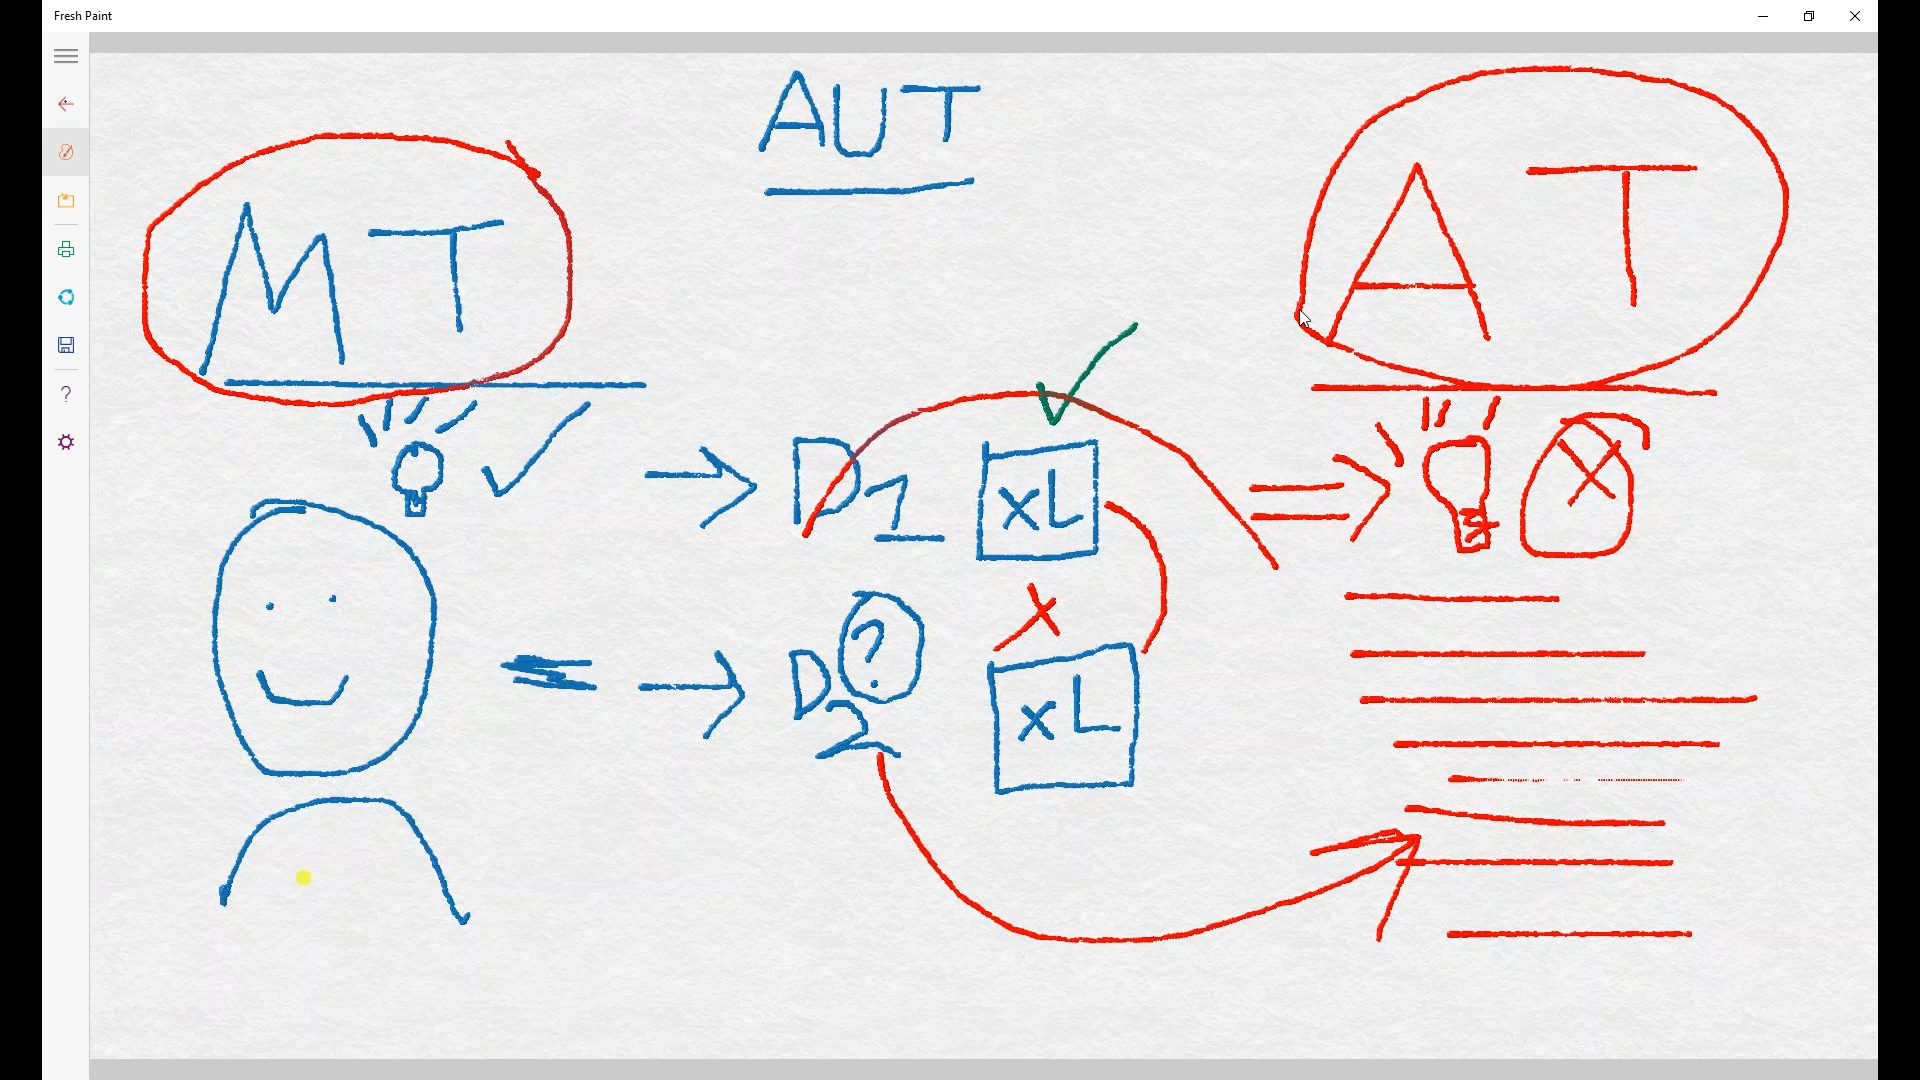 Fresh Paint
AUT
MT
AT
D1 XL
D2 ? XL